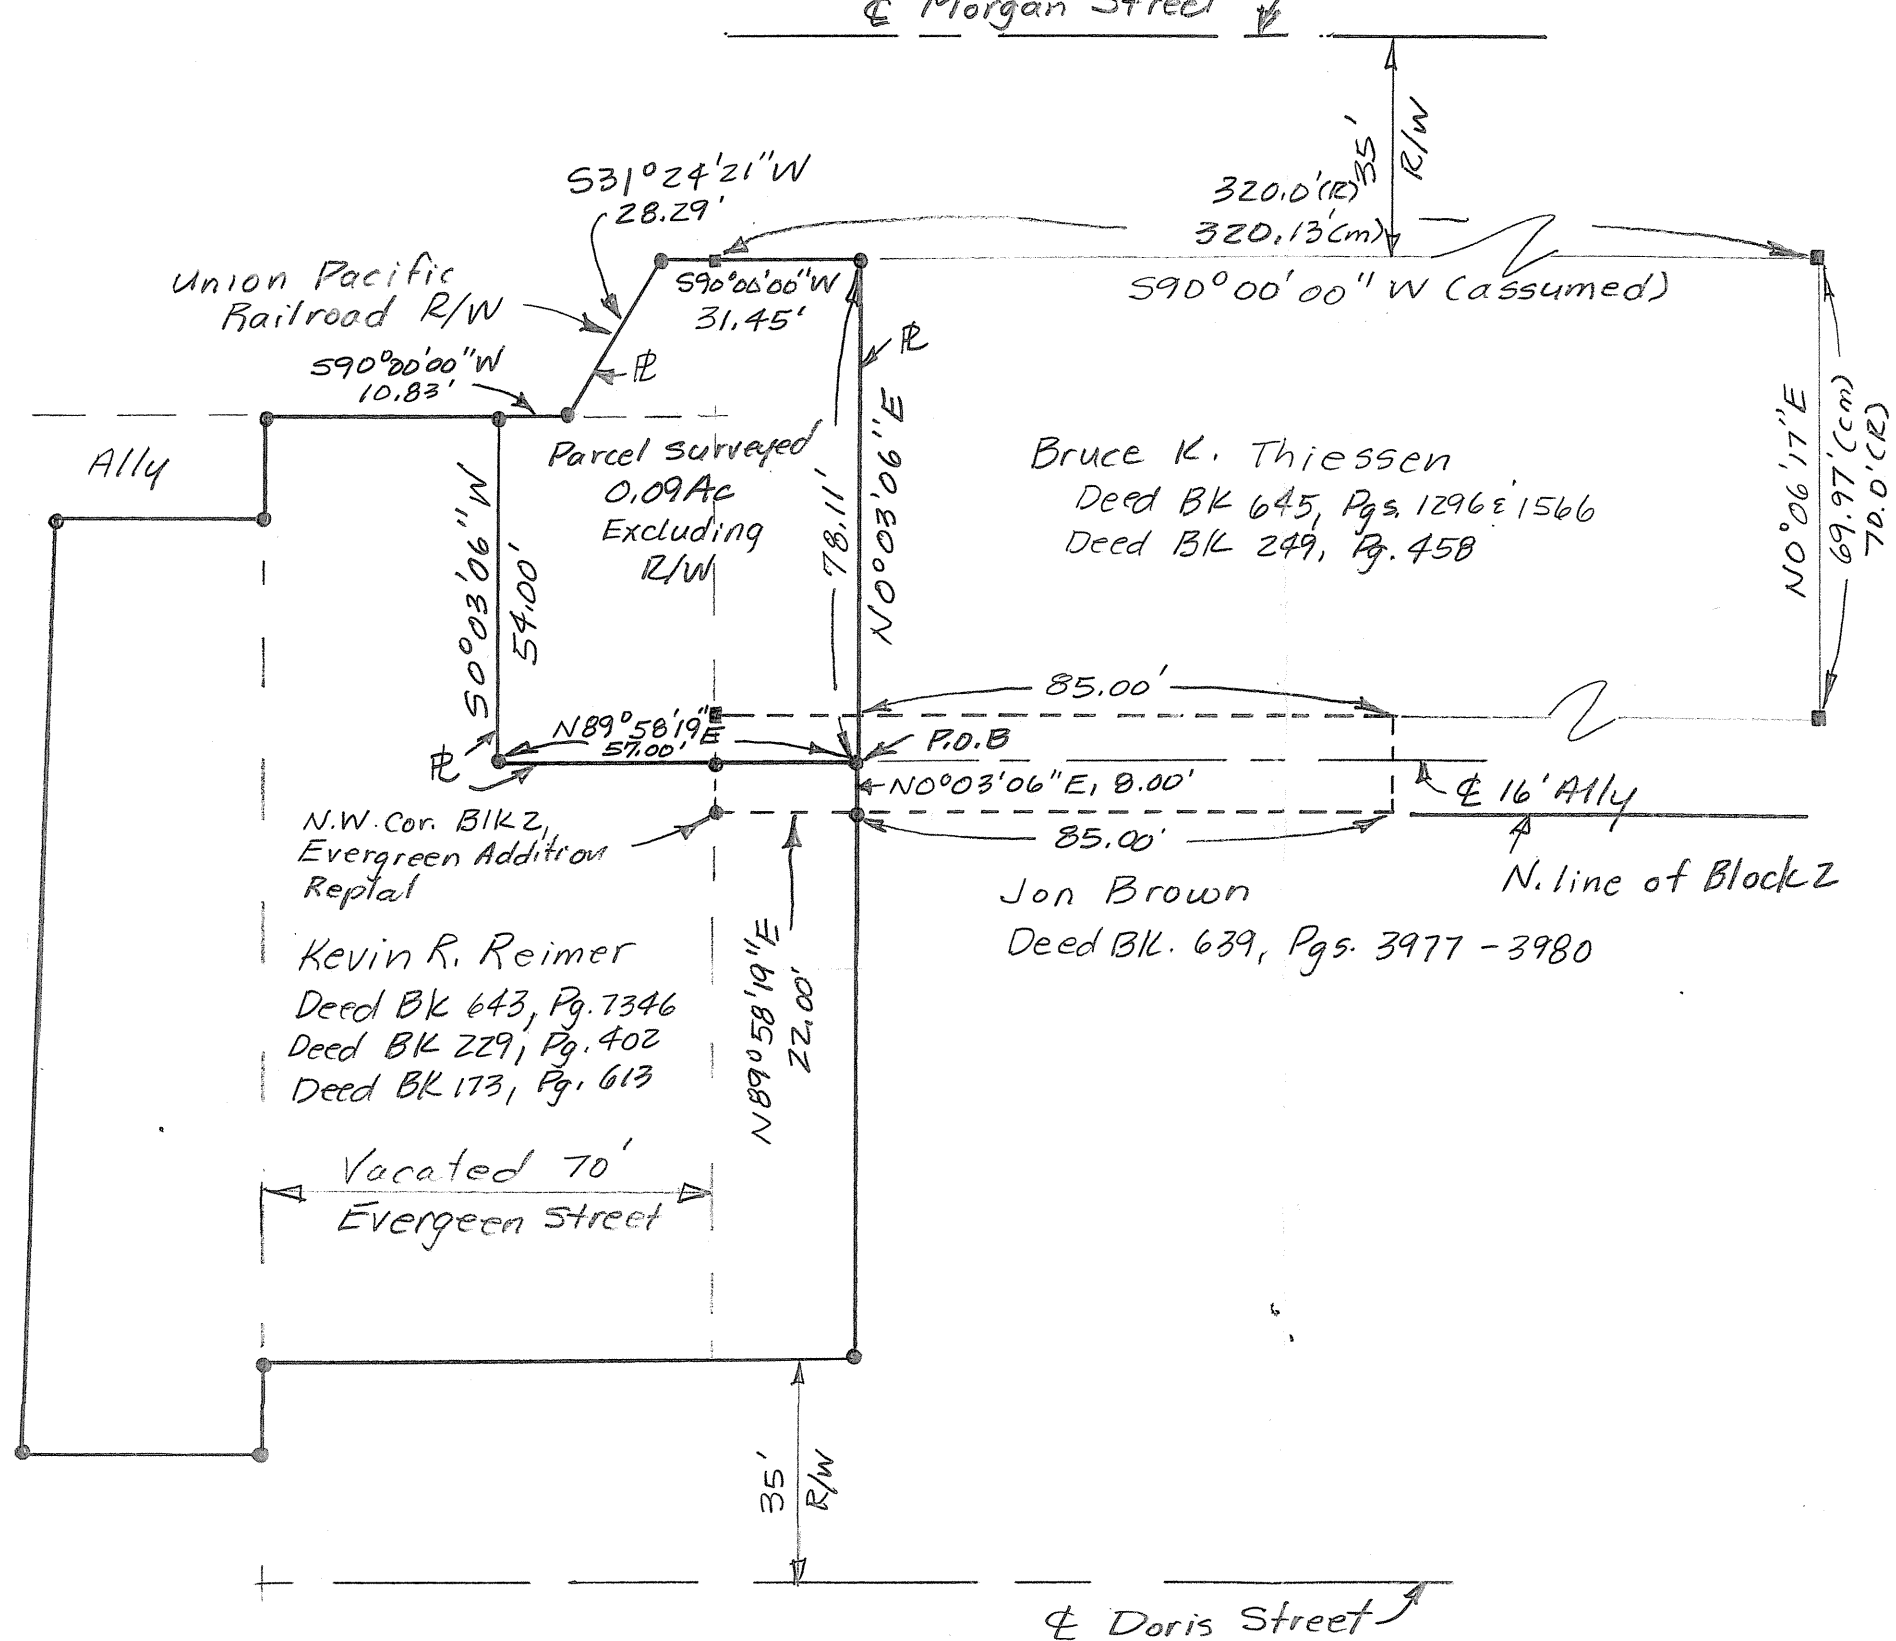 ℄ Morgan Street
35'
R/W
S31°24'21"W
28.29'
320.0'(R)
320.13'(m)
S90°00'00"W (assumed)
Union Pacific
Railroad R/W
S90°00'00"W
31.45'
S90°00'00"W
10.83'
℄ Ally
Ally
Parcel surveyed
0.09Ac
Excluding
R/W
78.11'
N0°03'06"E
S0°03'06"W
54.00'
Bruce K. Thiessen
Deed BK 645, Pgs. 1296 & 1566
Deed BK 249, Pg. 458
N0°06'17"E
69.97'(m)
70.0'(R)
85.00'
N89°58'19"E
57.00'
P.O.B
N0°03'06"E, 8.00'
℄ 16' Ally
85.00'
N.W. Cor. Blk 2,
Evergreen Addition
Replat
N. line of Block 2
Jon Brown
Deed BK. 639, Pgs. 3977 - 3980
N89°58'19"E
22.00'
Kevin R. Reimer
Deed BK 643, Pg. 7346
Deed BK 229, Pg. 402
Deed BK 173, Pg. 613
Vacated 70'
Evergeen Street
35'
R/W
℄ Doris Street